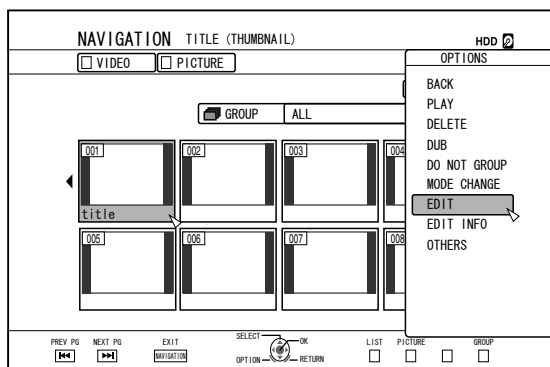 NAVIGATION TITLE (THUMBNAIL)
HDD
VIDEO PICTURE
OPTIONS
BACK
PLAY
DELETE
DUB
DO NOT GROUP
MODE CHANGE
EDIT
EDIT INFO
OTHERS
GROUP ALL
001 002 003 004
title
005 006 007 008
PREV PG NEXT PG EXIT SELECT OK LIST PICTURE GROUP
NAVIGATION OPTION RETURN